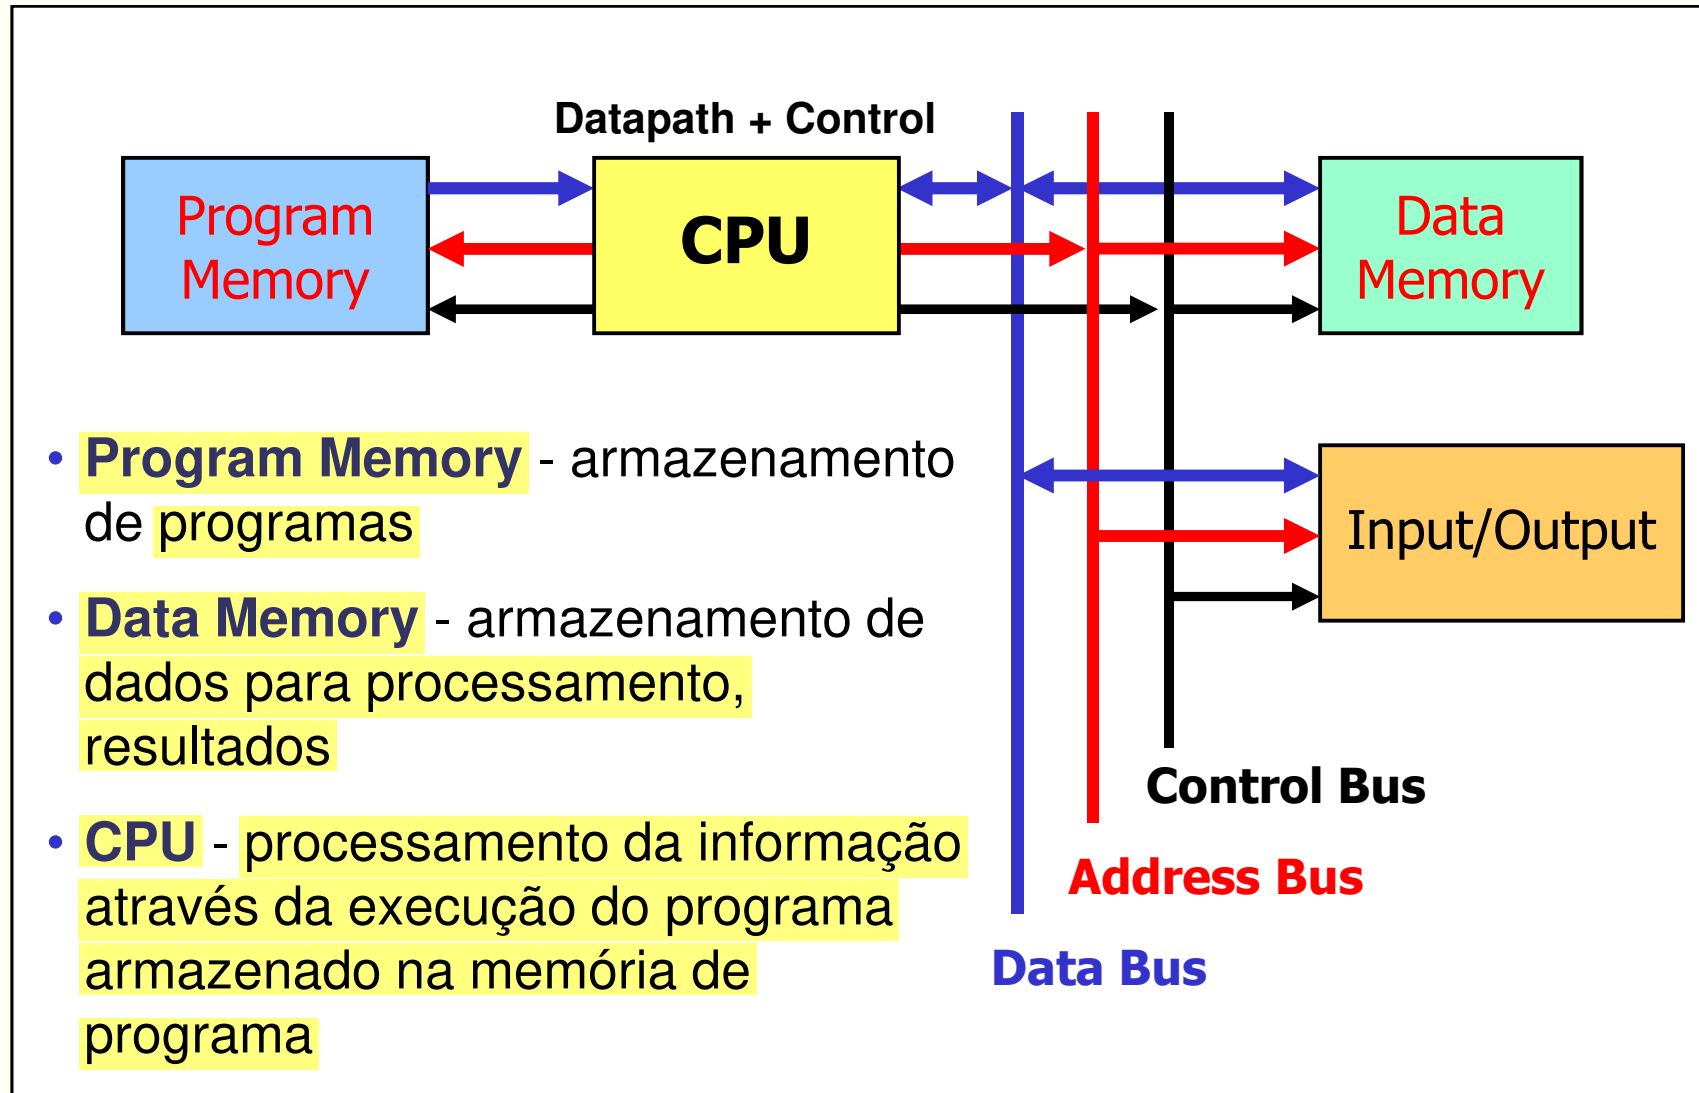 Datapath + Control
Program
Memory
CPU
Data
Memory
Input/Output
Control Bus
Address Bus
Data Bus
• Program Memory - armazenamento
de programas
• Data Memory - armazenamento de
dados para processamento,
resultados
• CPU - processamento da informação
através da execução do programa
armazenado na memória de
programa